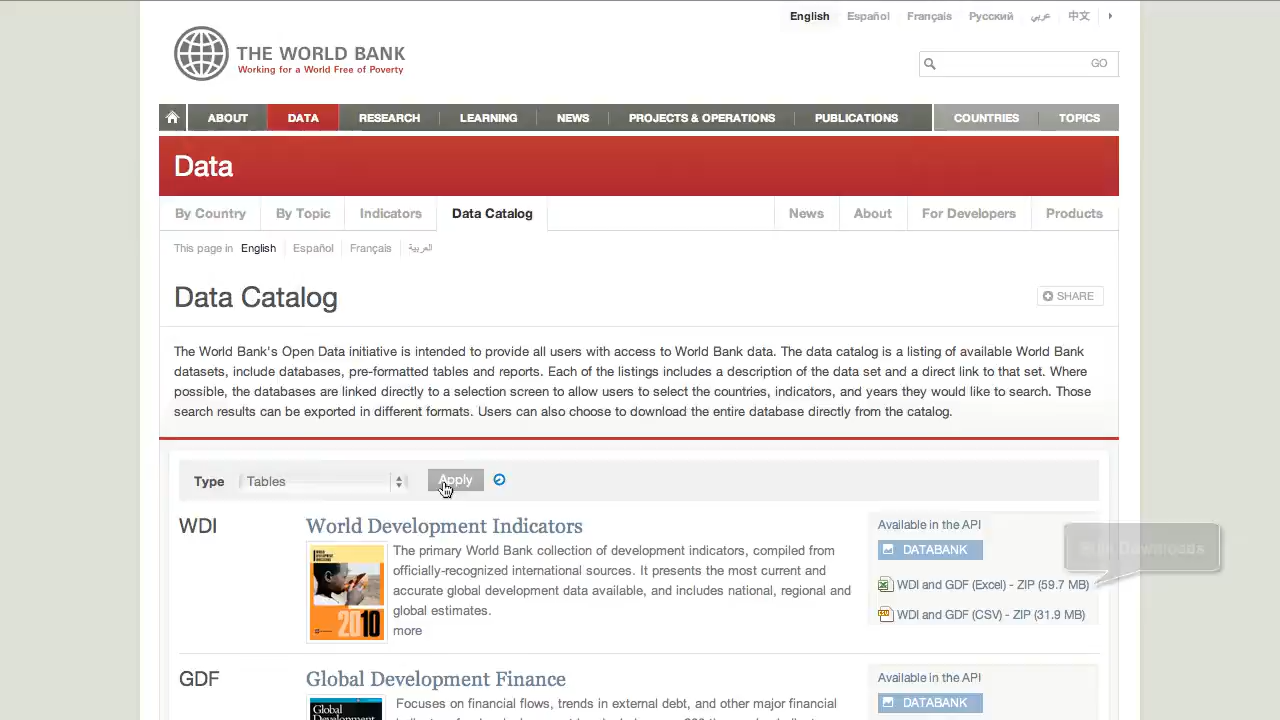 English Español Français Русский عربي 中文
THE WORLD BANK
Working for a World Free of Poverty
GO
ABOUT DATA RESEARCH LEARNING NEWS PROJECTS & OPERATIONS PUBLICATIONS COUNTRIES TOPICS
Data
By Country By Topic Indicators Data Catalog News About For Developers Products
This page in English Español Français العربية
Data Catalog
SHARE
The World Bank's Open Data initiative is intended to provide all users with access to World Bank data. The data catalog is a listing of available World Bank
datasets, include databases, pre-formatted tables and reports. Each of the listings includes a description of the data set and a direct link to that set. Where
possible, the databases are linked directly to a selection screen to allow users to select the countries, indicators, and years they would like to search. Those
search results can be exported in different formats. Users can also choose to download the entire database directly from the catalog.
Type Tables Apply
WDI
World Development Indicators
2010
The primary World Bank collection of development indicators, compiled from
officially-recognized international sources. It presents the most current and
accurate global development data available, and includes national, regional and
global estimates.
more
Available in the API
DATABANK
WDI and GDF (Excel) - ZIP (59.7 MB)
WDI and GDF (CSV) - ZIP (31.9 MB)
Downloads
GDF
Global Development Finance
Global
Development
Focuses on financial flows, trends in external debt, and other major financial
Available in the API
DATABANK